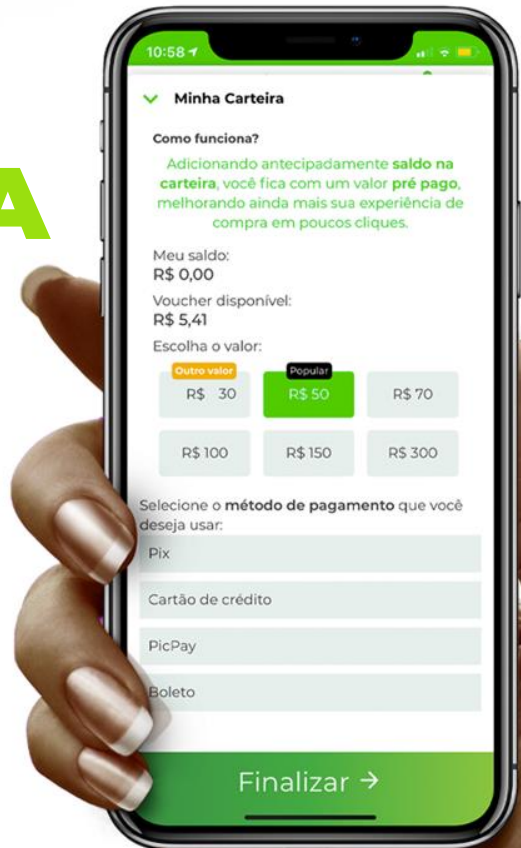 10:58
A
Minha Carteira
Como funciona?
Adicionando antecipadamente saldo na
carteira, você fica com um valor pré pago,
melhorando ainda mais sua experiência de
compra em poucos cliques.
Meu saldo:
R$ 0,00
Voucher disponível:
R$ 5,41
Escolha o valor:
Outro valor Popular
R$ 30 R$ 50 R$ 70
R$ 100 R$ 150 R$ 300
Selecione o método de pagamento que você
deseja usar:
Pix
Cartão de crédito
PicPay
Boleto
Finalizar →